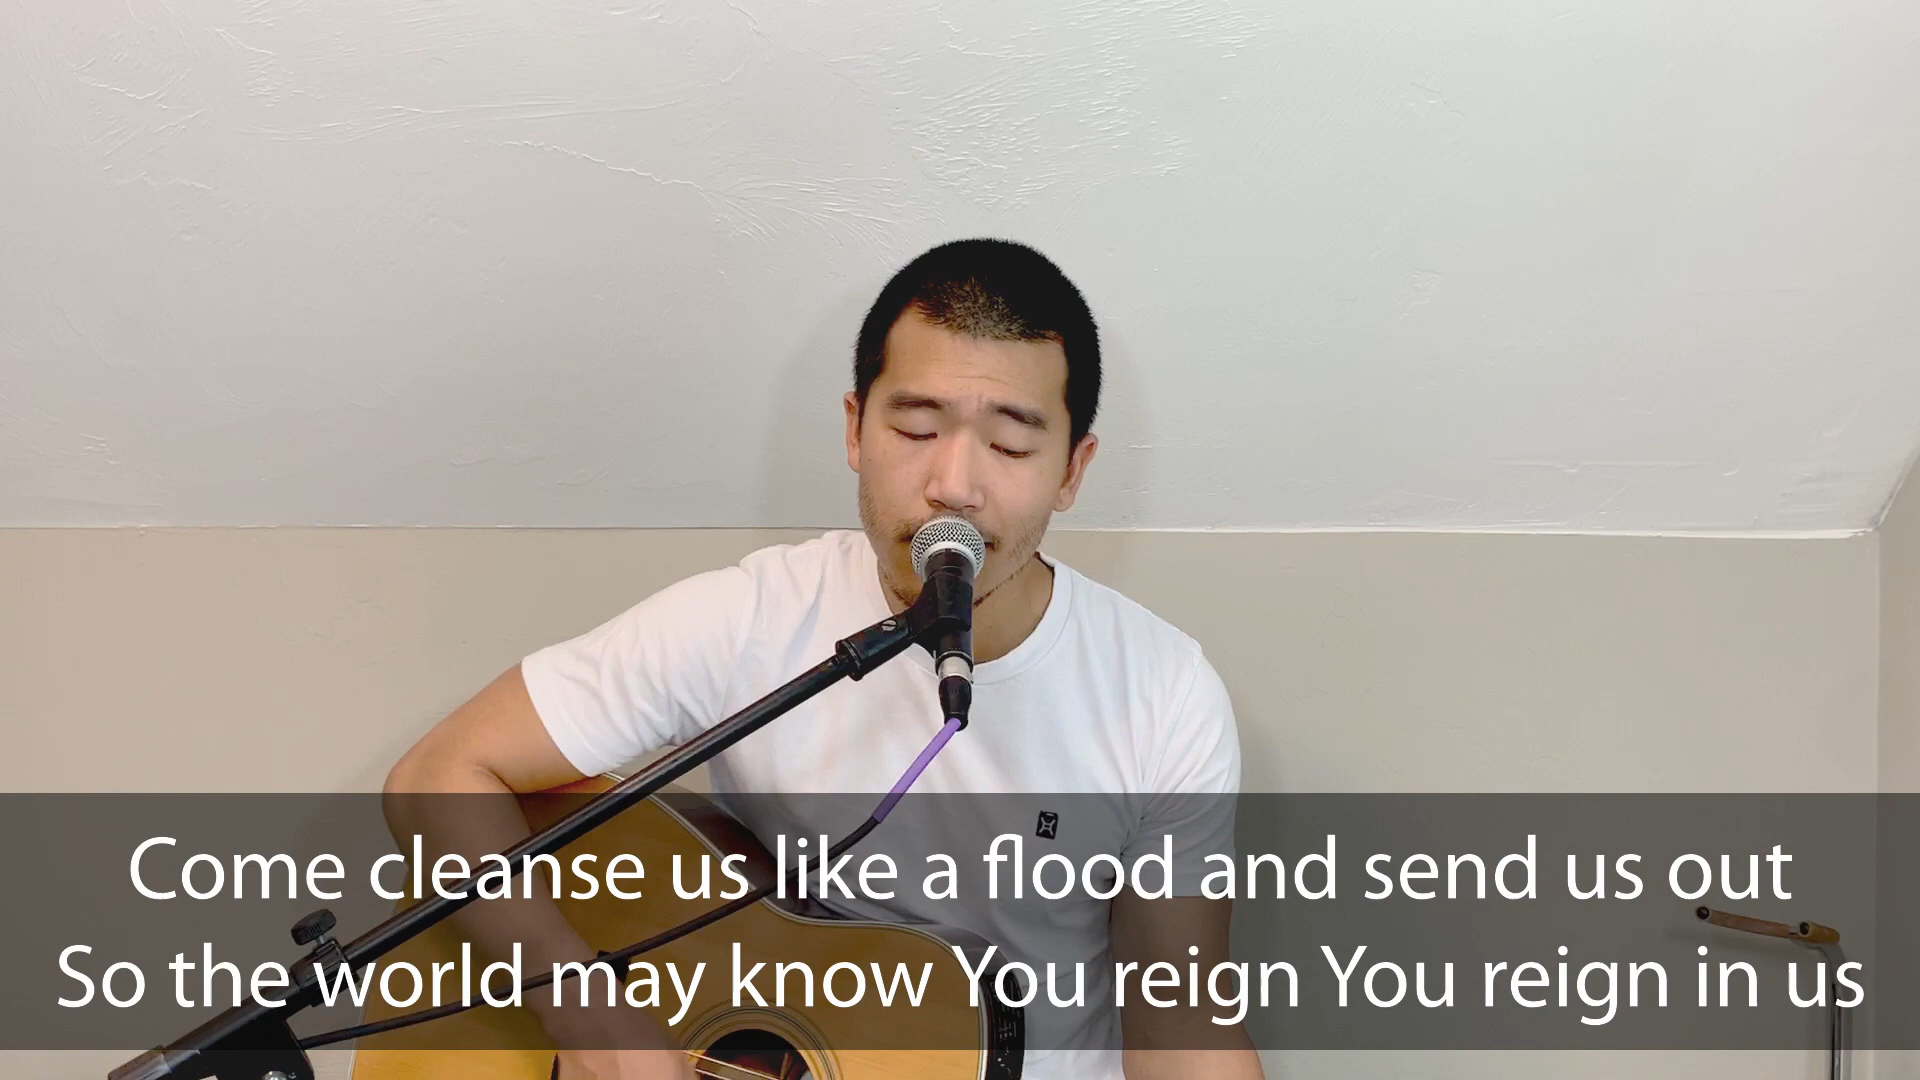 Come cleanse us like a flood and send us out
So the world may know You reign You reign in us